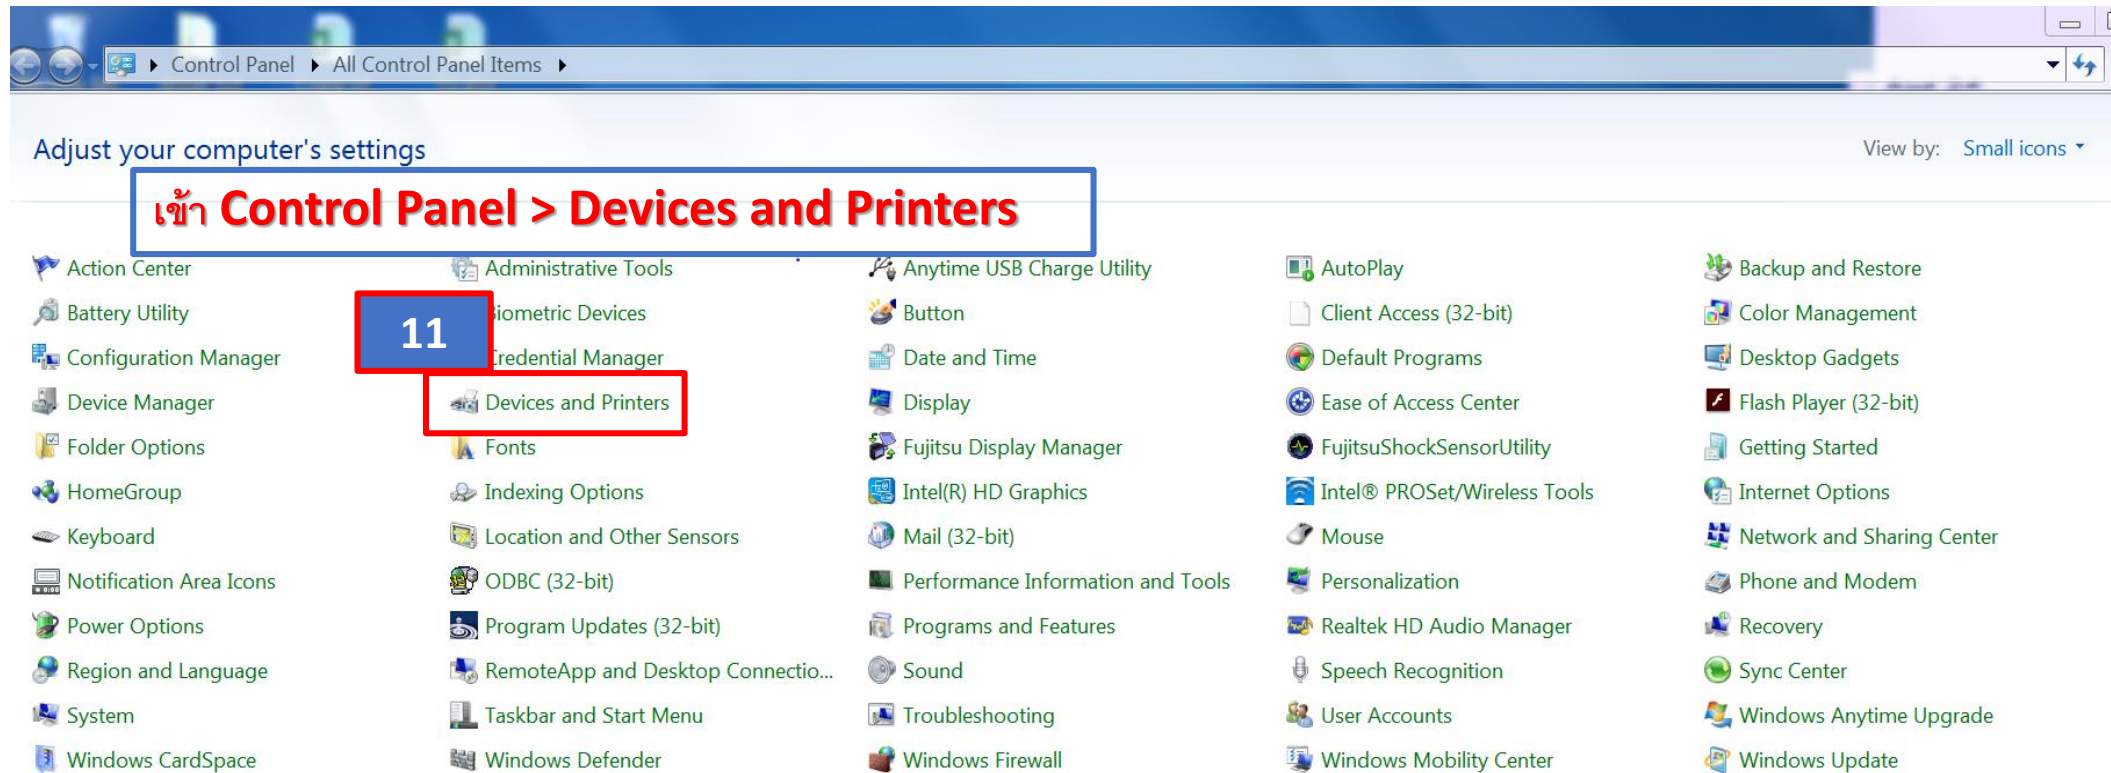 Control Panel All Control Panel Items
Adjust your computer's settings
View by: Small icons
เข้า Control Panel > Devices and Printers
Action Center
Administrative Tools
Anytime USB Charge Utility
AutoPlay
Backup and Restore
Battery Utility
11
Biometric Devices
Button
Client Access (32-bit)
Color Management
Configuration Manager
Credential Manager
Date and Time
Default Programs
Desktop Gadgets
Device Manager
Devices and Printers
Display
Ease of Access Center
Flash Player (32-bit)
Folder Options
Fonts
Fujitsu Display Manager
FujitsuShockSensorUtility
Getting Started
HomeGroup
Indexing Options
Intel(R) HD Graphics
Intel® PROSet/Wireless Tools
Internet Options
Keyboard
Location and Other Sensors
Mail (32-bit)
Mouse
Network and Sharing Center
Notification Area Icons
ODBC (32-bit)
Performance Information and Tools
Personalization
Phone and Modem
Power Options
Program Updates (32-bit)
Programs and Features
Realtek HD Audio Manager
Recovery
Region and Language
RemoteApp and Desktop Connectio...
Sound
Speech Recognition
Sync Center
System
Taskbar and Start Menu
Troubleshooting
User Accounts
Windows Anytime Upgrade
Windows CardSpace
Windows Defender
Windows Firewall
Windows Mobility Center
Windows Update